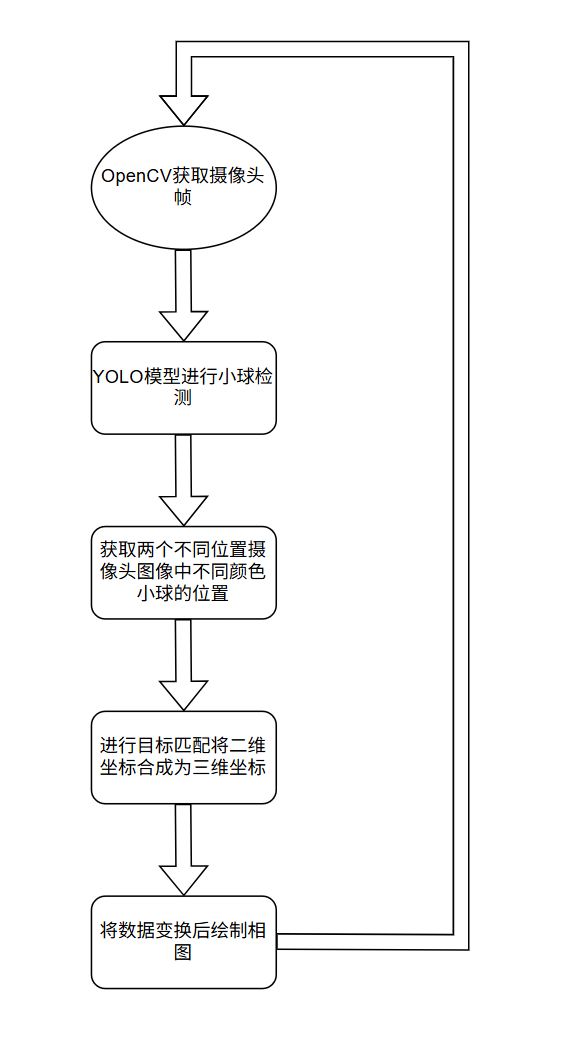 OpenCV获取摄像头
帧
YOLO模型进行小球检
测
获取两个不同位置摄
像头图像中不同颜色
小球的位置
进行目标匹配将二维
坐标合成为三维坐标
将数据变换后绘制相
图